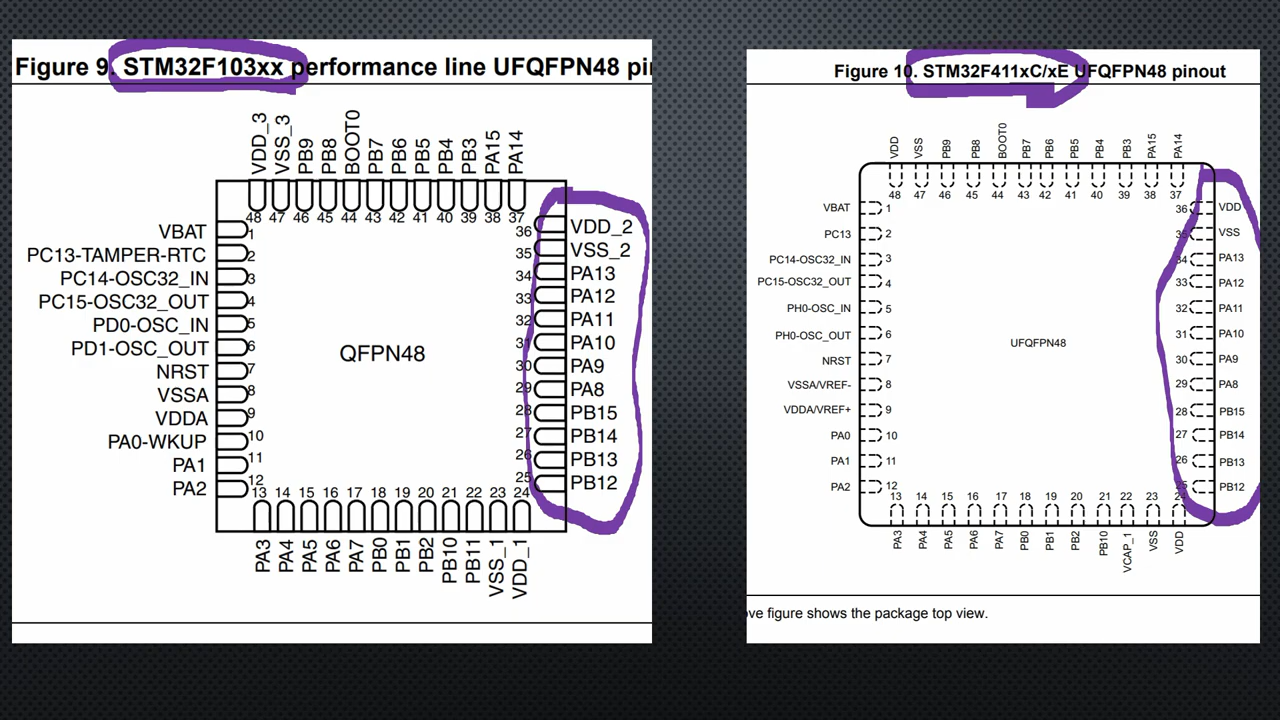 Figure 9. STM32F103xx performance line UFQFPN48 pi
VDD_3
VSS_3
PB9
PB8
BOOT0
PB7
PB6
PB5
PB4
PB3
PA15
PA14
48 47 46 45 44 43 42 41 40 39 38 37
VBAT 1
PC13-TAMPER-RTC 2
PC14-OSC32_IN 3
PC15-OSC32_OUT 4
PD0-OSC_IN 5
PD1-OSC_OUT 6
NRST 7
VSSA 8
VDDA 9
PA0-WKUP 10
PA1 11
PA2 12
QFPN48
36 VDD_2
35 VSS_2
34 PA13
33 PA12
32 PA11
31 PA10
30 PA9
29 PA8
28 PB15
27 PB14
26 PB13
25 PB12
13 14 15 16 17 18 19 20 21 22 23 24
PA3
PA4
PA5
PA6
PA7
PB0
PB1
PB2
PB10
PB11
VSS_1
VDD_1
Figure 10. STM32F411xC/xE UFQFPN48 pinout
VDD
VSS
PB9
PB8
BOOT0
PB7
PB6
PB5
PB4
PB3
PA15
PA14
48 47 46 45 44 43 42 41 40 39 38 37
VBAT 1
PC13 2
PC14-OSC32_IN 3
PC15-OSC32_OUT 4
PH0-OSC_IN 5
PH0-OSC_OUT 6
NRST 7
VSSA/VREF- 8
VDDA/VREF+ 9
PA0 10
PA1 11
PA2 12
UFQFPN48
36 VDD
35 VSS
34 PA13
33 PA12
32 PA11
31 PA10
30 PA9
29 PA8
28 PB15
27 PB14
26 PB13
25 PB12
13 14 15 16 17 18 19 20 21 22 23 24
PA3
PA4
PA5
PA6
PA7
PB0
PB1
PB2
PB10
VCAP_1
VSS
VDD
ove figure shows the package top view.